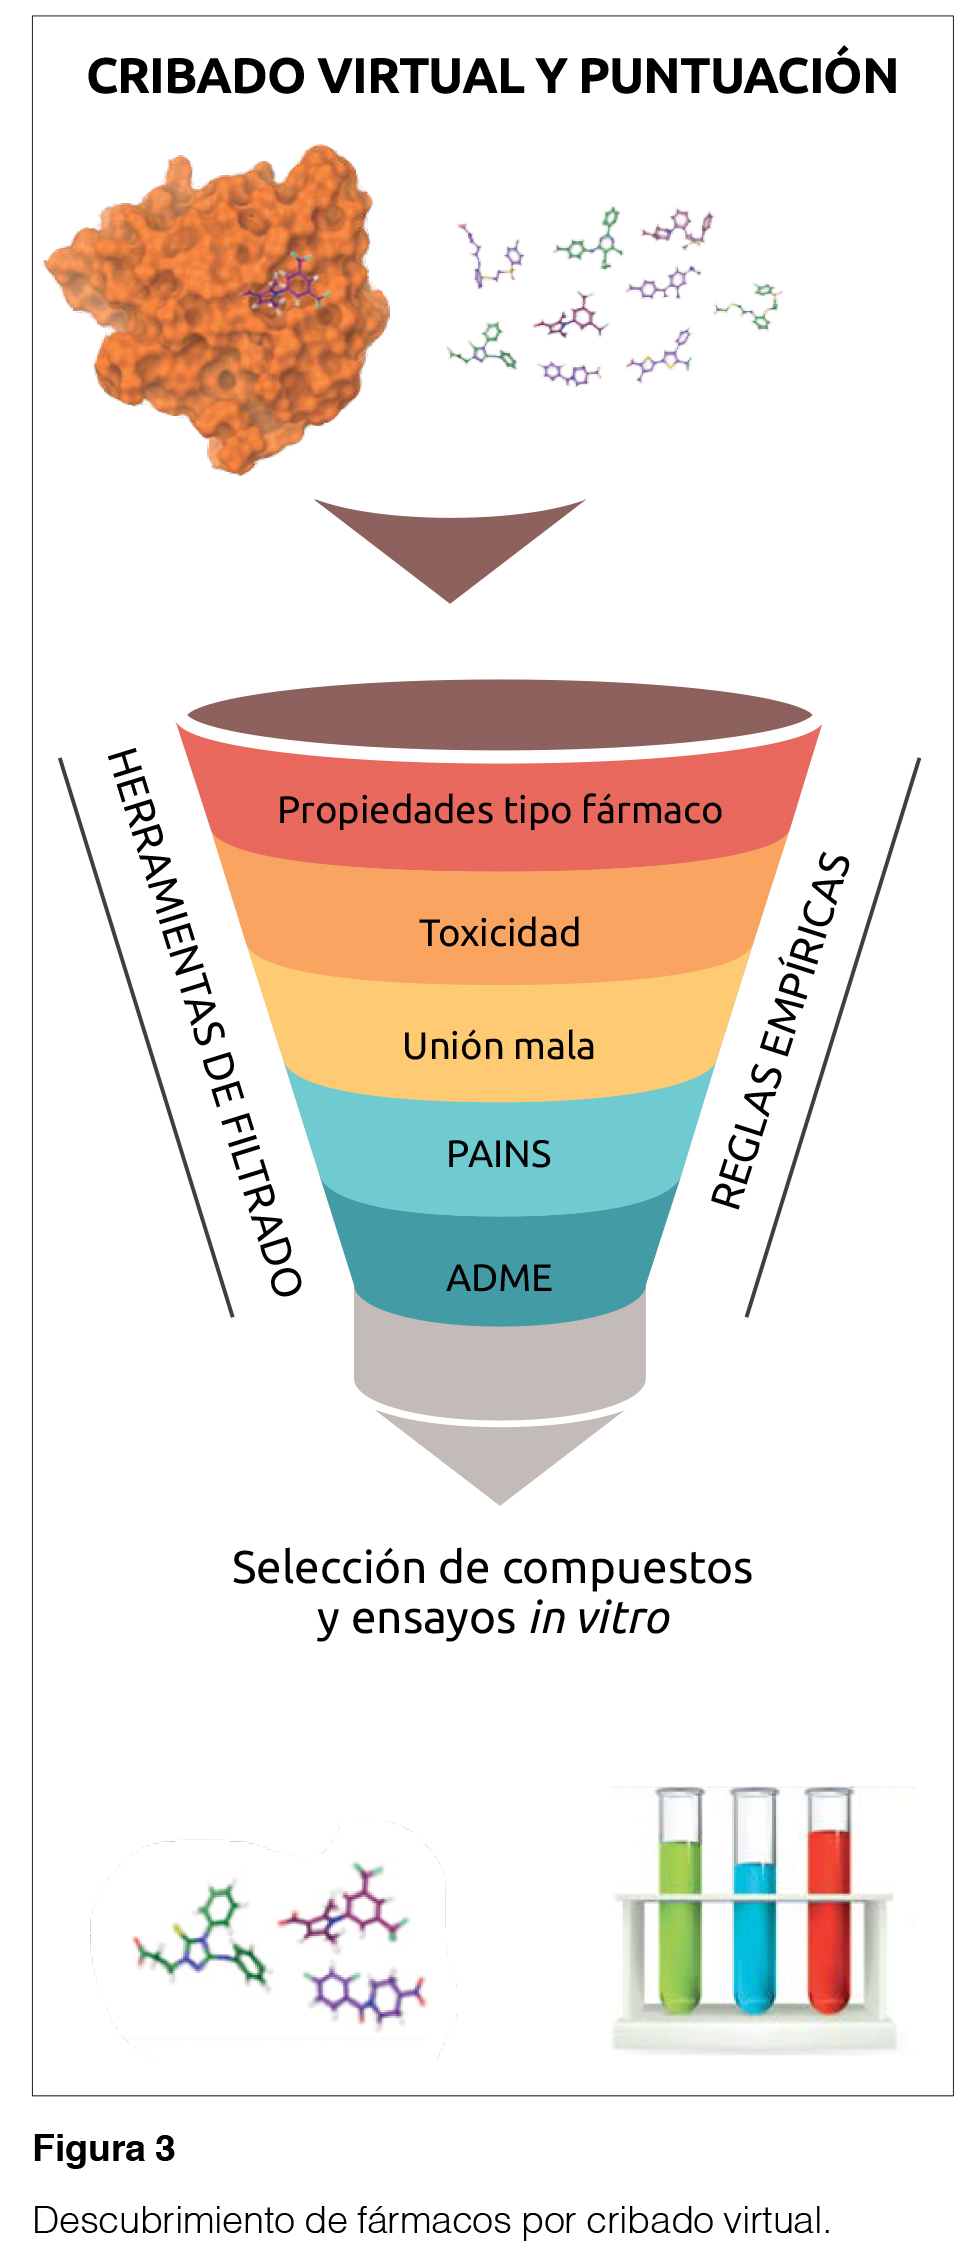 CRIBADO VIRTUAL Y PUNTUACIÓN
HERRAMIENTAS DE FILTRADO
Propiedades tipo fármaco
Toxicidad
Unión mala
PAINS
ADME
REGLAS EMPÍRICAS
Selección de compuestos
y ensayos in vitro
Figura 3
Descubrimiento de fármacos por cribado virtual.